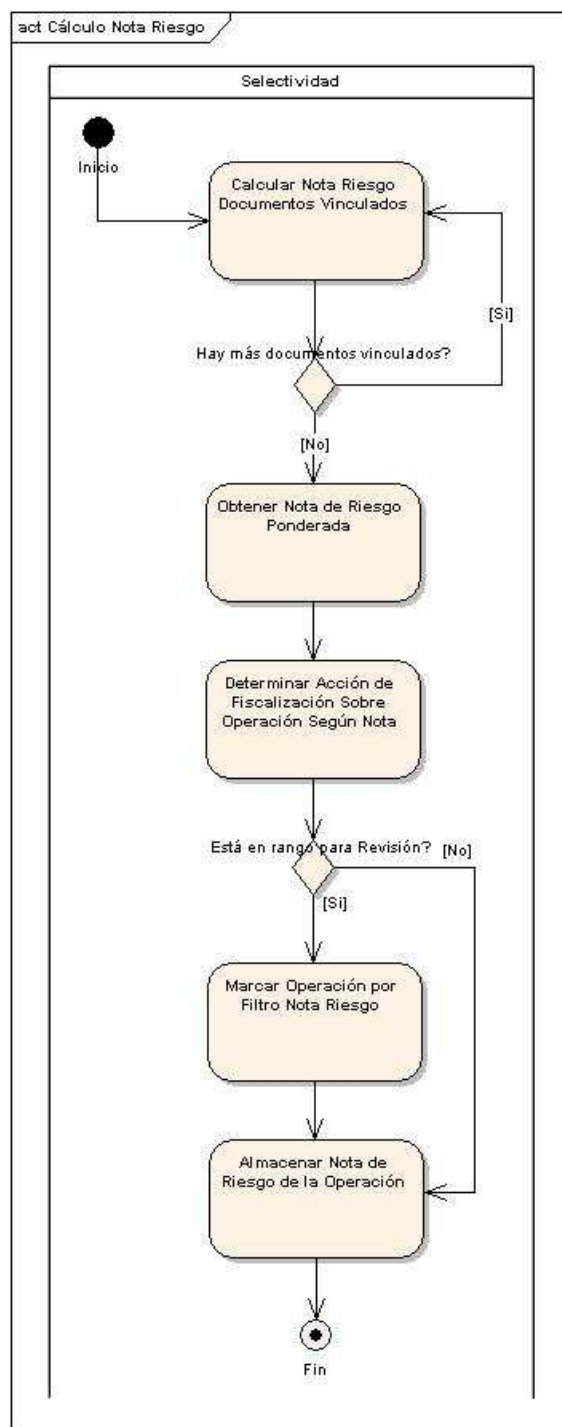 act Cálculo Nota Riesgo
Selectividad
Inicio
Calcular Nota Riesgo
Documentos Vinculados
[Si]
Hay más documentos vinculados?
[No]
Obtener Nota de Riesgo
Ponderada
Determinar Acción de
Fiscalización Sobre
Operación Según Nota
Está en rango para Revisión?
[No]
[Si]
Marcar Operación por
Filtro Nota Riesgo
Almacenar Nota de
Riesgo de la Operación
Fin